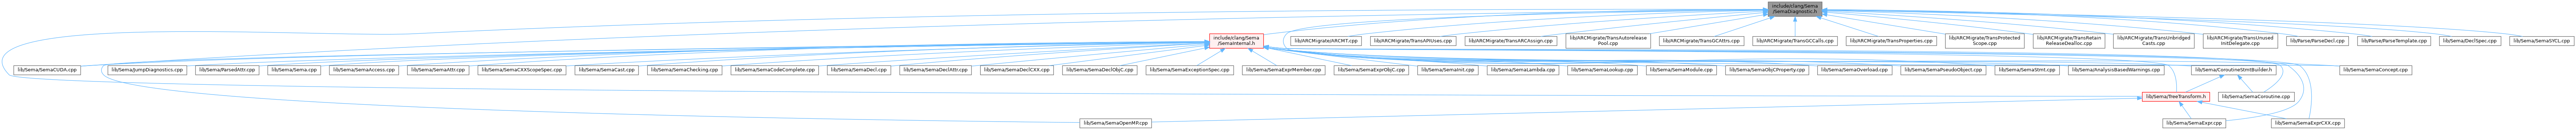 include/clang/Sema
/SemaDiagnostic.h
include/clang/Sema
/SemaInternal.h
lib/ARCMigrate/ARCMT.cpp
lib/ARCMigrate/TransAPIUses.cpp
lib/ARCMigrate/TransARCAssign.cpp
lib/ARCMigrate/TransAutorelease
Pool.cpp
lib/ARCMigrate/TransGCAttrs.cpp
lib/ARCMigrate/TransGCCalls.cpp
lib/ARCMigrate/TransProperties.cpp
lib/ARCMigrate/TransProtected
Scope.cpp
lib/ARCMigrate/TransRetain
ReleaseDealloc.cpp
lib/ARCMigrate/TransUnbridged
Casts.cpp
lib/ARCMigrate/TransUnused
InitDelegate.cpp
lib/Parse/ParseDecl.cpp
lib/Parse/ParseTemplate.cpp
lib/Sema/DeclSpec.cpp
lib/Sema/SemaSYCL.cpp
lib/Sema/SemaCUDA.cpp
lib/Sema/JumpDiagnostics.cpp
lib/Sema/ParsedAttr.cpp
lib/Sema/Sema.cpp
lib/Sema/SemaAccess.cpp
lib/Sema/SemaAttr.cpp
lib/Sema/SemaCXXScopeSpec.cpp
lib/Sema/SemaCast.cpp
lib/Sema/SemaChecking.cpp
lib/Sema/SemaCodeComplete.cpp
lib/Sema/SemaDecl.cpp
lib/Sema/SemaDeclAttr.cpp
lib/Sema/SemaDeclCXX.cpp
lib/Sema/SemaDeclObjC.cpp
lib/Sema/SemaExceptionSpec.cpp
lib/Sema/SemaExprMember.cpp
lib/Sema/SemaExprObjC.cpp
lib/Sema/SemaInit.cpp
lib/Sema/SemaLambda.cpp
lib/Sema/SemaLookup.cpp
lib/Sema/SemaModule.cpp
lib/Sema/SemaObjCProperty.cpp
lib/Sema/SemaOverload.cpp
lib/Sema/SemaPseudoObject.cpp
lib/Sema/SemaStmt.cpp
lib/Sema/AnalysisBasedWarnings.cpp
lib/Sema/CoroutineStmtBuilder.h
lib/Sema/SemaConcept.cpp
lib/Sema/TreeTransform.h
lib/Sema/SemaCoroutine.cpp
lib/Sema/SemaOpenMP.cpp
lib/Sema/SemaExpr.cpp
lib/Sema/SemaExprCXX.cpp